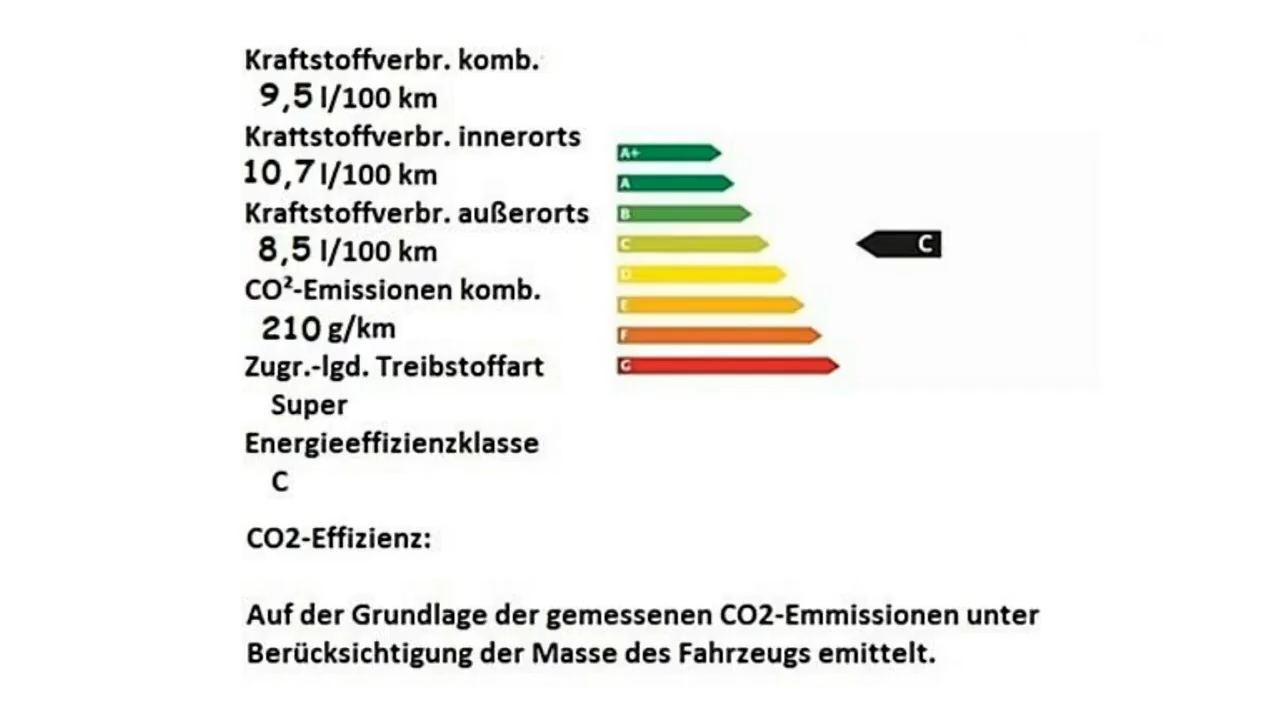 Kraftstoffverbr. komb.
9,5 l/100 km
Krattstoffverbr. innerorts
10,7 l/100 km
Kraftstoffverbr. außerorts
8,5 l/100 km
CO²-Emissionen komb.
210 g/km
Zugr.-lgd. Treibstoffart
Super
Energieeffizienzklasse
C
A+
A
B
C
C
D
E
F
G
CO2-Effizienz:
Auf der Grundlage der gemessenen CO2-Emmissionen unter
Berücksichtigung der Masse des Fahrzeugs emittelt.